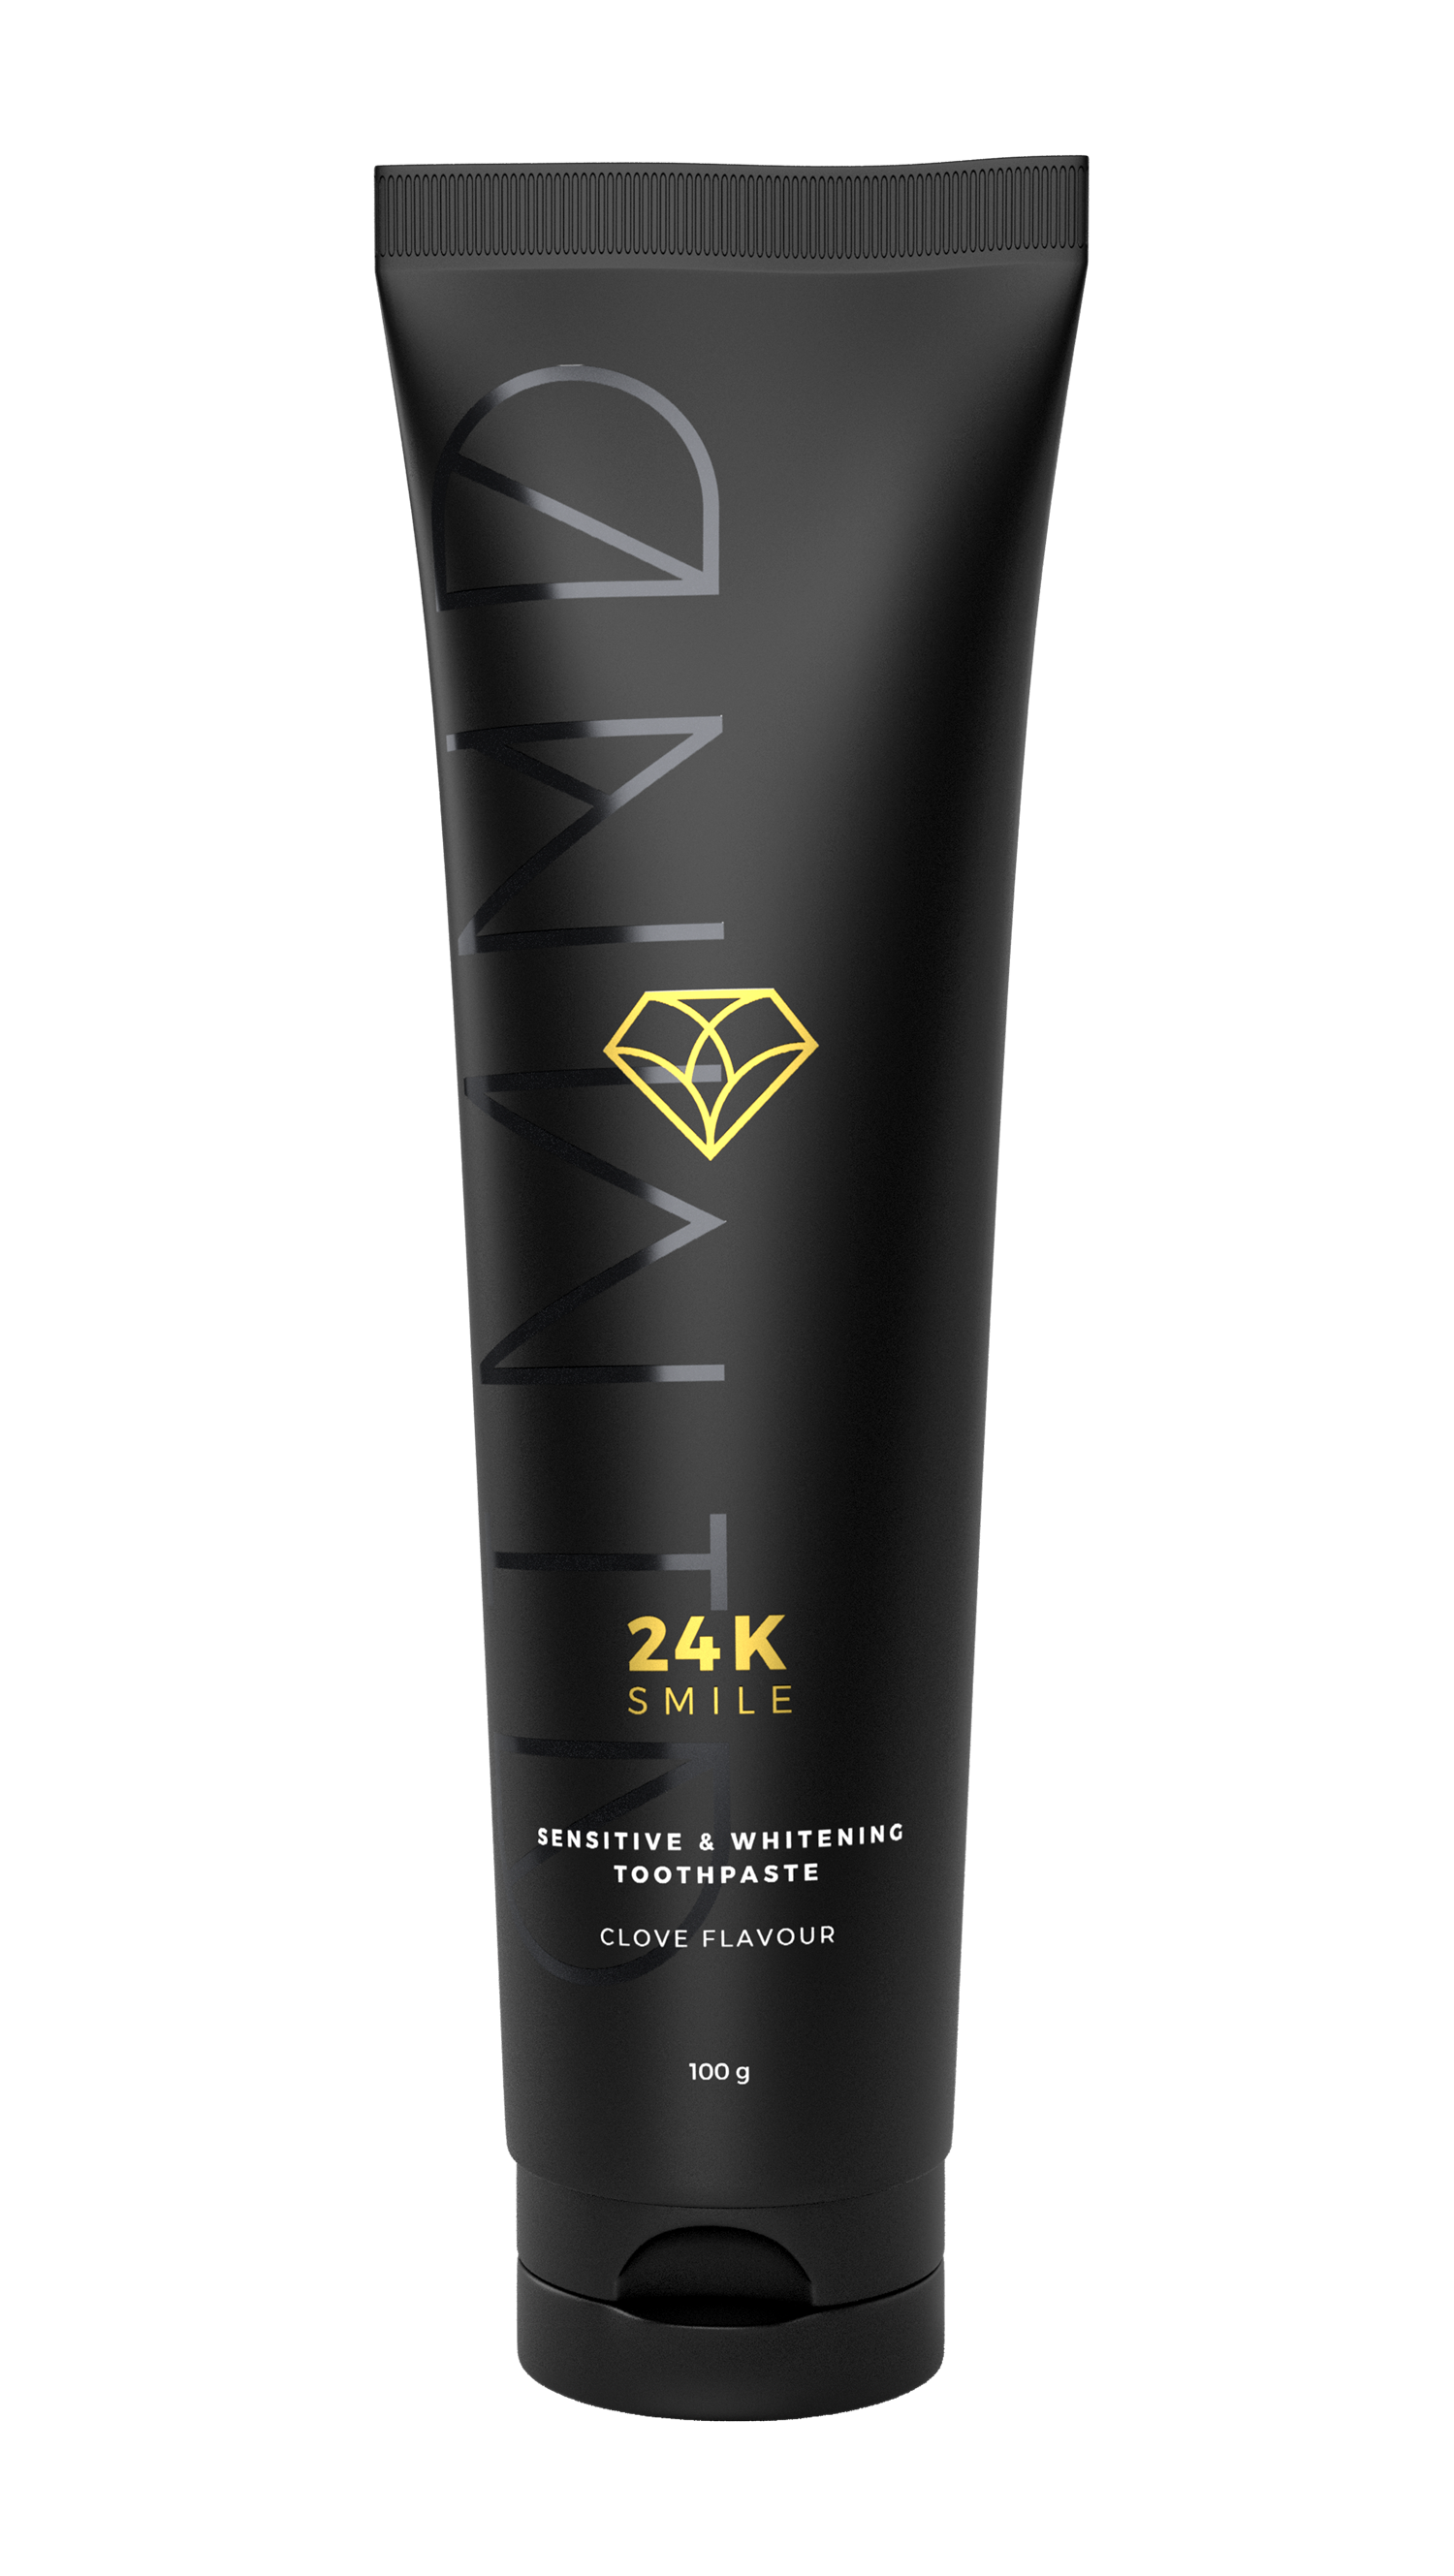 24K
SMILE
SENSITIVE & WHITENING
TOOTHPASTE
CLOVE FLAVOUR
100 g